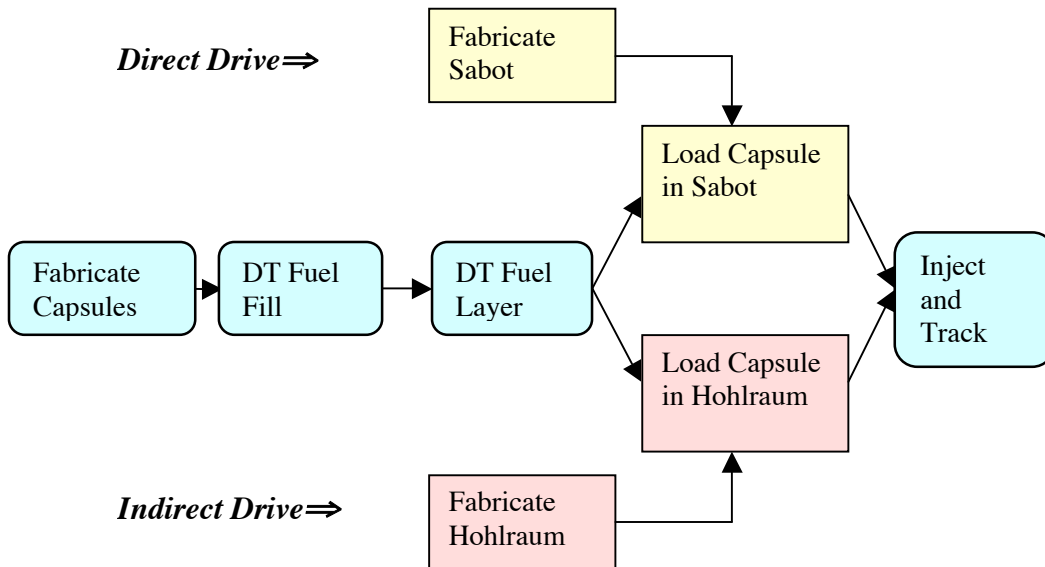 Direct Drive⇒
Fabricate
Sabot
Load Capsule
in Sabot
Fabricate
Capsules
DT Fuel
Fill
DT Fuel
Layer
Inject
and
Track
Load Capsule
in Hohlraum
Indirect Drive⇒
Fabricate
Hohlraum